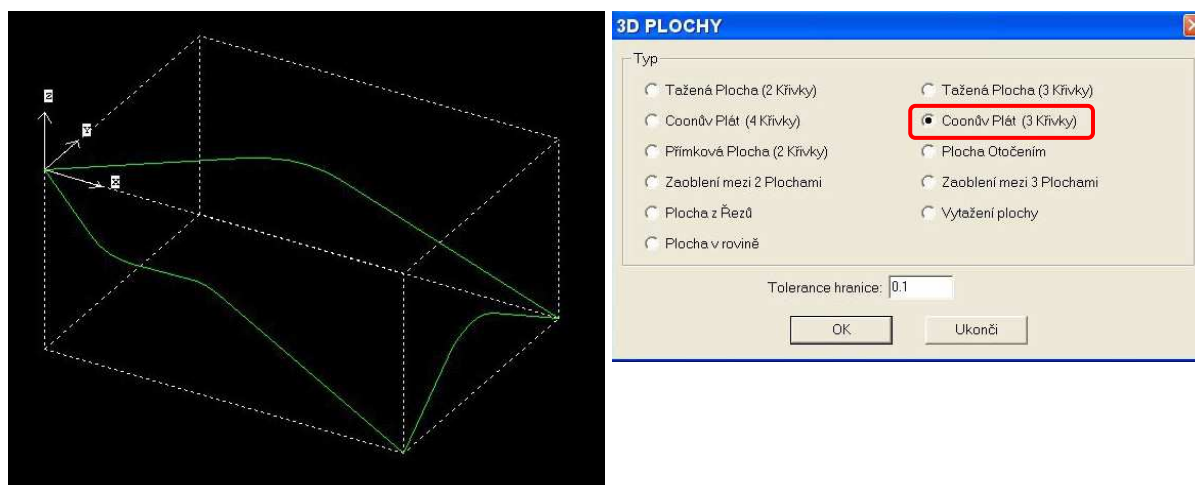 Z
Y
X
3D PLOCHY
Typ
Tažená Plocha (2 Křivky)
Tažená Plocha (3 Křivky)
Coonův Plát (4 Křivky)
Coonův Plát (3 Křivky)
Přímková Plocha (2 Křivky)
Plocha Otočením
Zaoblení mezi 2 Plochami
Zaoblení mezi 3 Plochami
Plocha z Řezů
Vytažení plochy
Plocha v rovině
Tolerance hranice: 0.1
OK
Ukonči